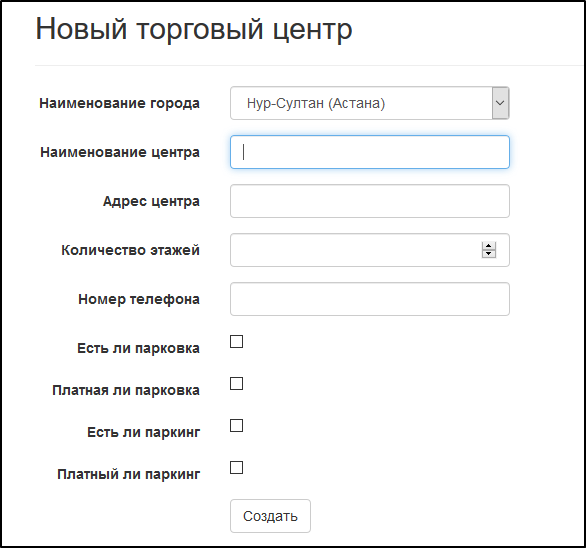 Новый торговый центр
Наименование города
Нур-Султан (Астана)
Наименование центра
Адрес центра
Количество этажей
Номер телефона
Есть ли парковка
Платная ли парковка
Есть ли паркинг
Платный ли паркинг
Создать